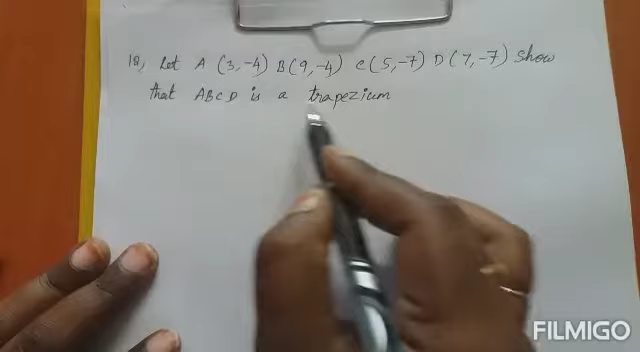 10, Let A (3,-4) B(9,-4) C(5,-7) D(7,-7) show
that ABCD is a trapezium
FILMIGO